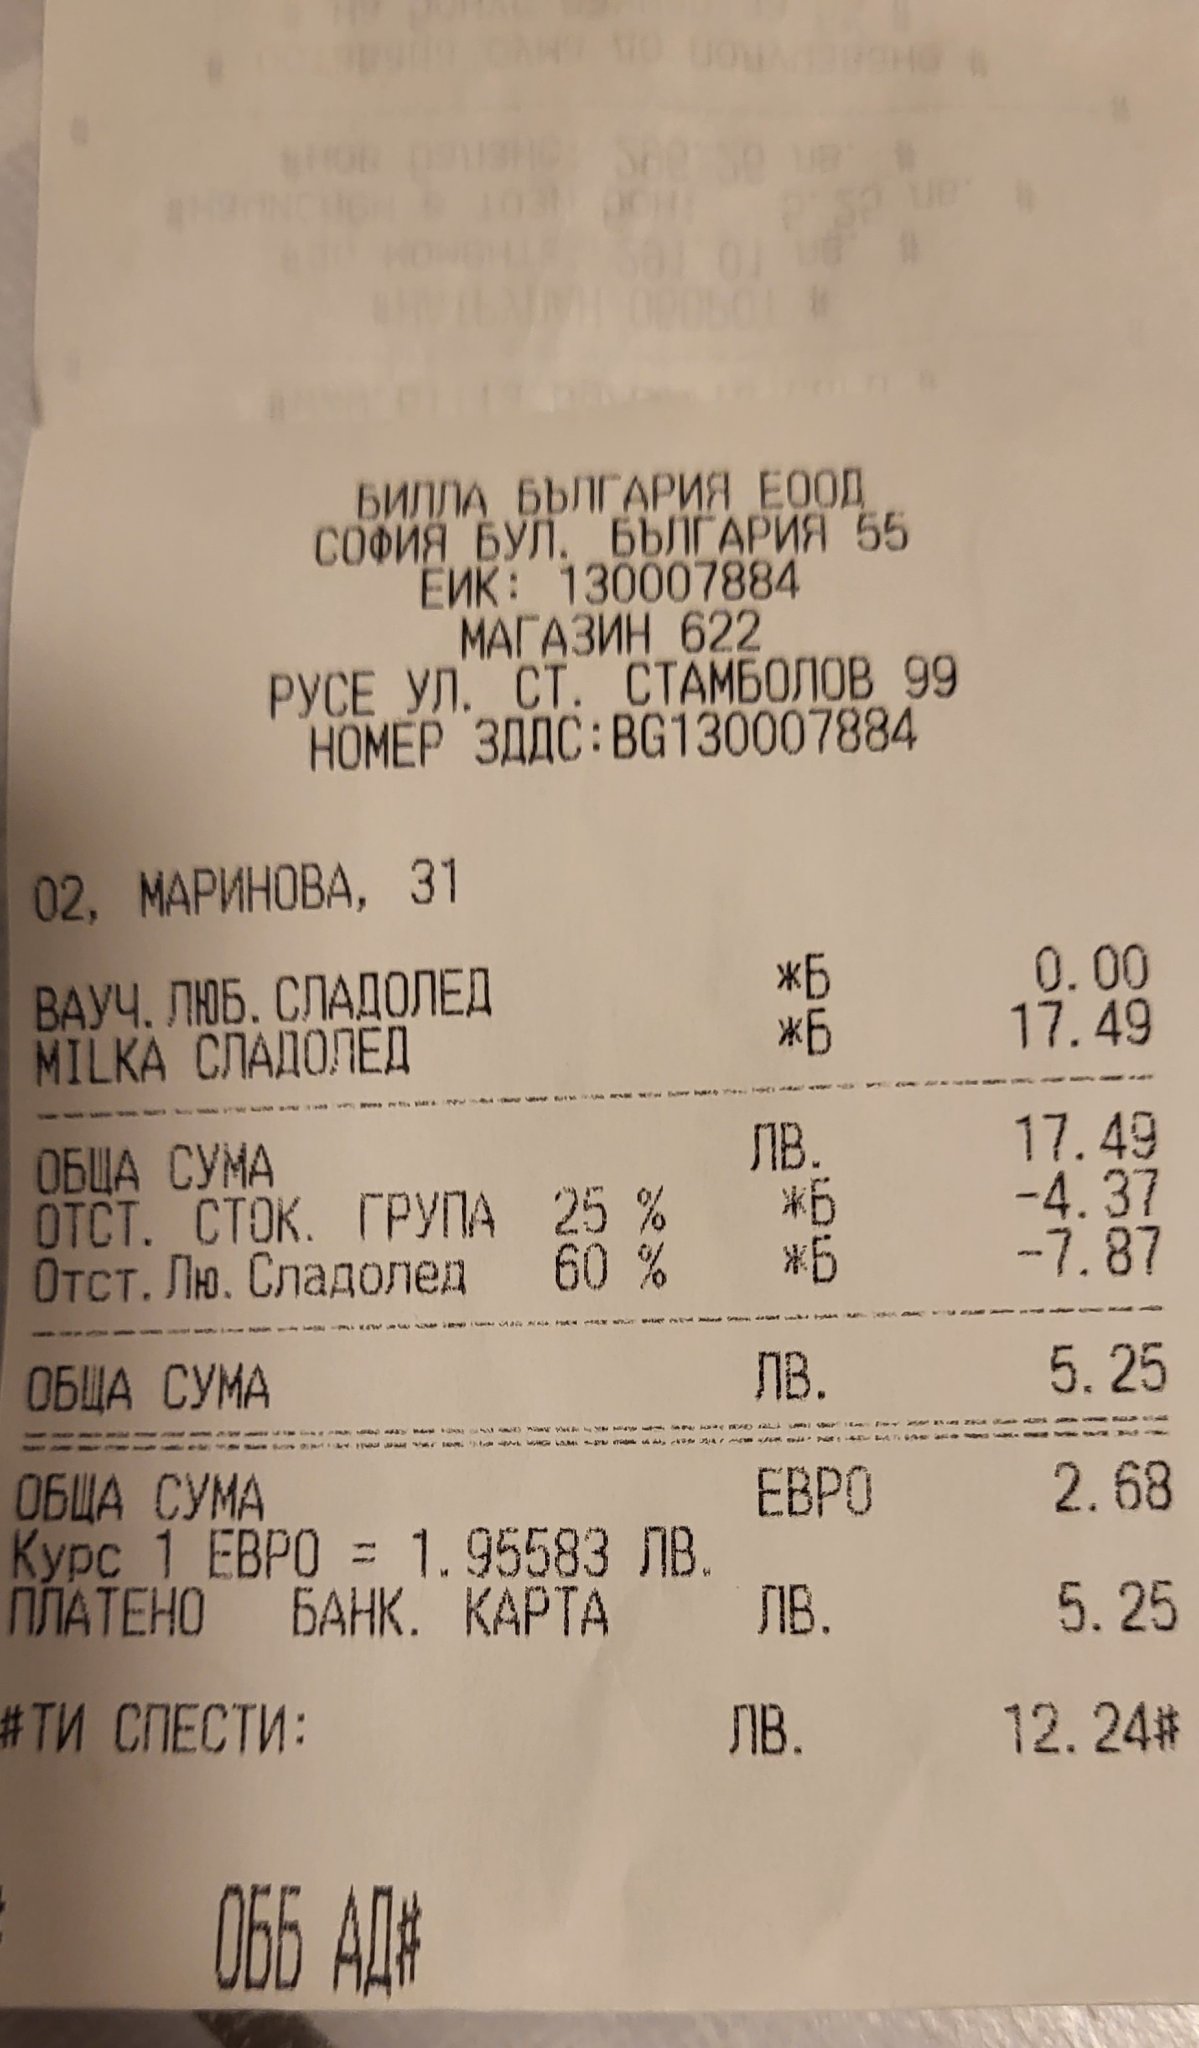 БИЛЛА БЪЛГАРИЯ ЕООД
СОФИЯ БУЛ. БЪЛГАРИЯ 55
ЕИК: 130007884
МАГАЗИН 622
РУСЕ УЛ. СТ. СТАМБОЛОВ 99
НОМЕР ЗДДС:BG130007884
02, МАРИНОВА, 31
ВАУЧ.ЛЮБ.СЛАДОЛЕД *Б 0.00
MILKA СЛАДОЛЕД *Б 17.49
ОБЩА СУМА ЛВ. 17.49
ОТСТ. СТОК. ГРУПА 25 % *Б -4.37
Отст.Лю.Сладолед 60 % *Б -7.87
ОБЩА СУМА ЛВ. 5.25
ОБЩА СУМА ЕВРО 2.68
Курс 1 ЕВРО = 1.95583 ЛВ.
ПЛАТЕНО БАНК. КАРТА ЛВ. 5.25
#ТИ СПЕСТИ: ЛВ. 12.24#
# ОББ АД#